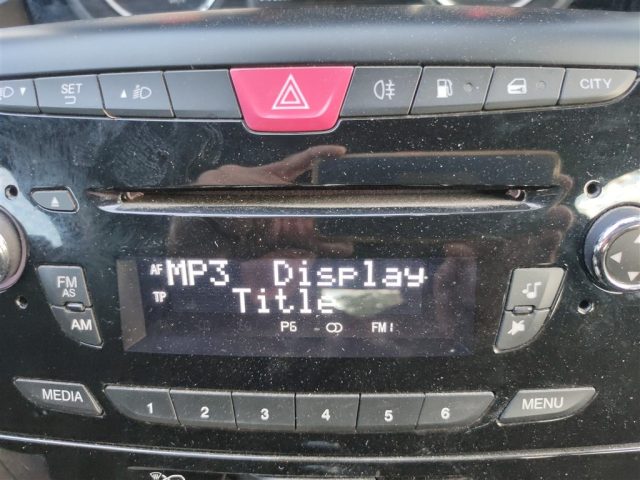 SET
CITY
AF MP3 Display
TP Title
P6 FM1
FM
AS
AM
MEDIA
1 2 3 4 5 6
MENU